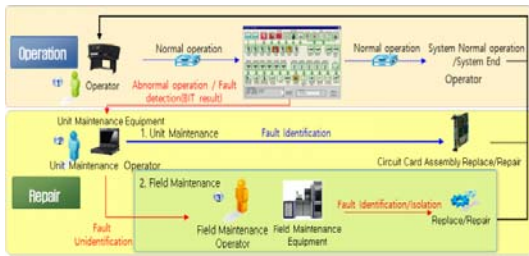 Operation
Operator
Normal operation
Normal operation
System Normal operation
/System End
Operator
Abnormal operation / Fault
detection(BIT result)
Unit Maintenance Equipment
1. Unit Maintenance
Fault Identification
Unit Maintenance Operator
Circuit Card Assembly Replace/Repair
Repair
2. Field Maintenance
Fault Identification/Isolation
Fault
Unidentification
Field Maintenance
Operator
Field Maintenance
Equipment
Replace/Repair